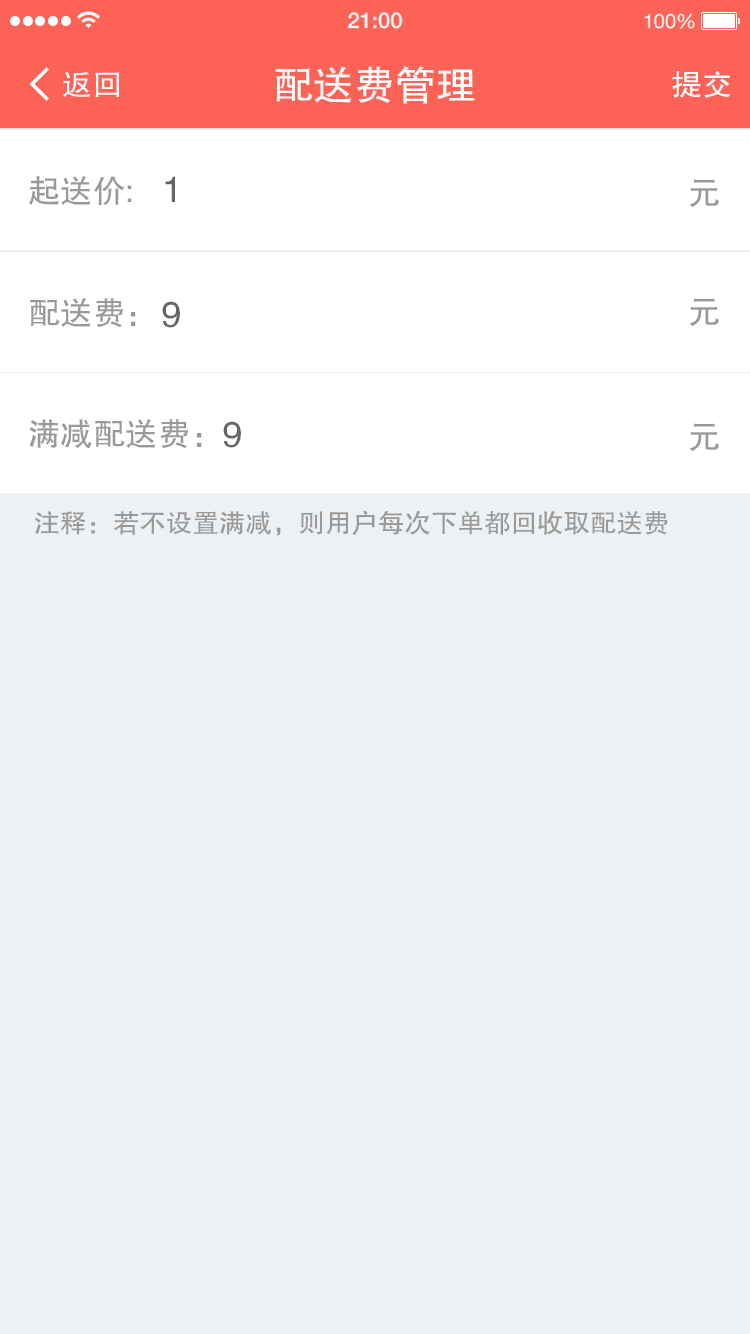 21:00 100%
返回 配送费管理 提交
起送价: 1 元
配送费：9 元
满减配送费：9 元
注释：若不设置满减，则用户每次下单都回收取配送费